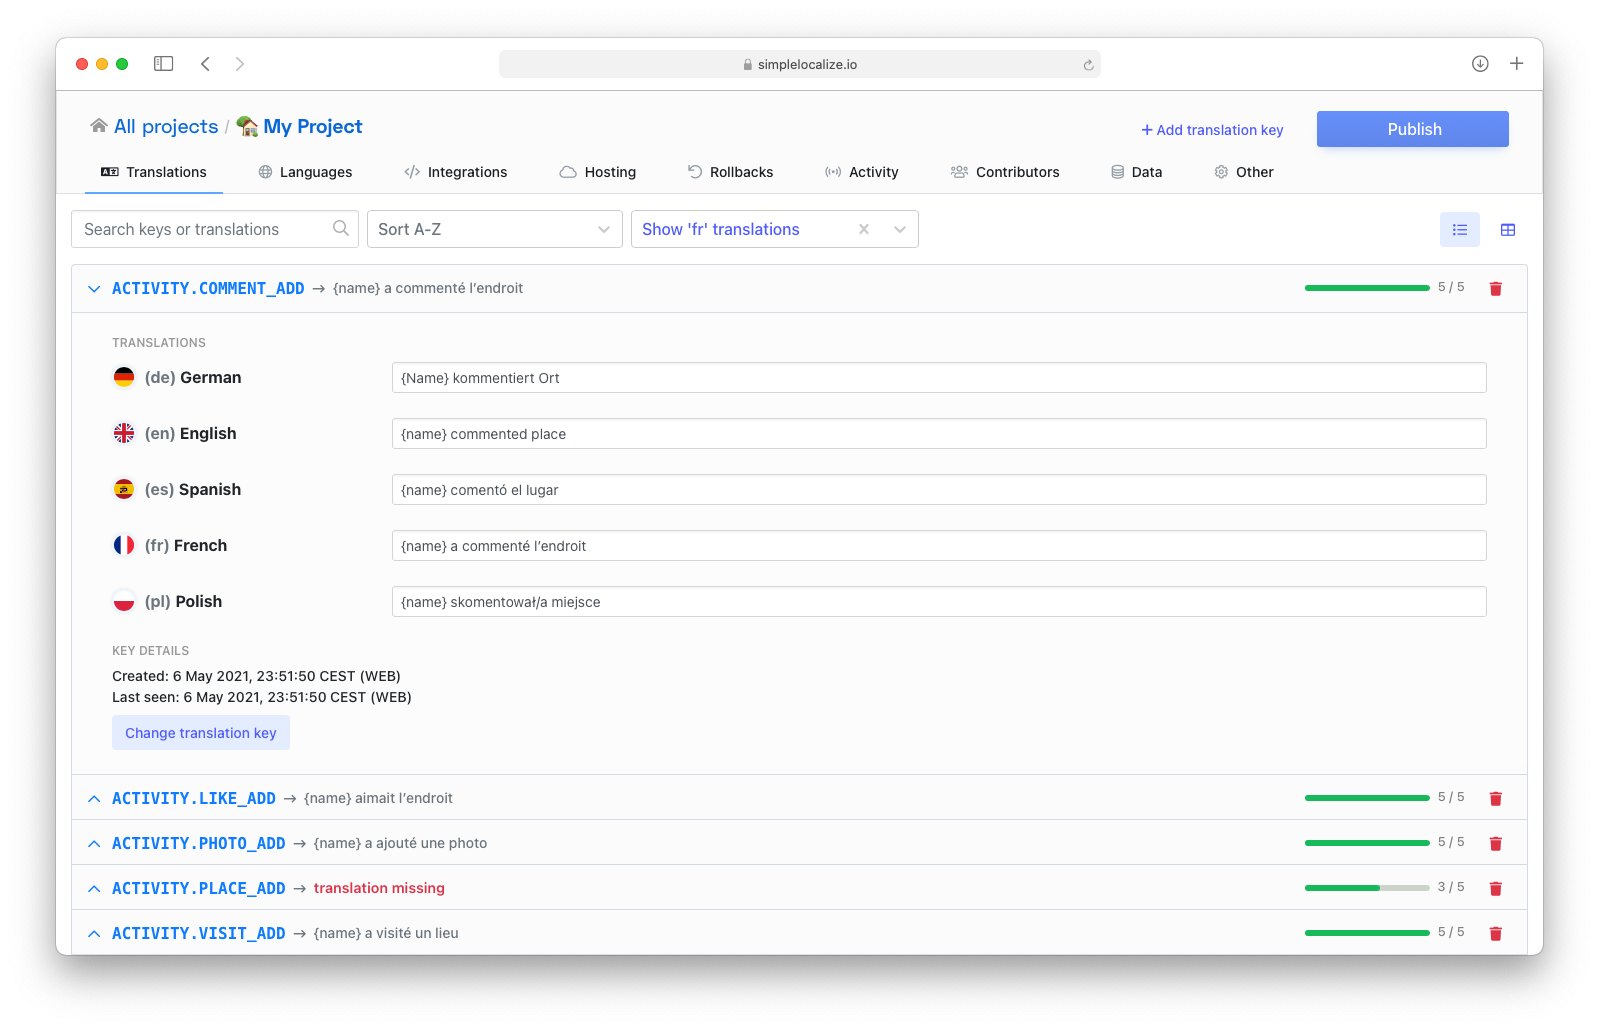 simplelocalize.io
All projects / My Project
+ Add translation key
Publish
Translations
Languages
Integrations
Hosting
Rollbacks
Activity
Contributors
Data
Other
Search keys or translations
Sort A-Z
Show 'fr' translations
ACTIVITY.COMMENT_ADD → {name} a commenté l’endroit
5 / 5
TRANSLATIONS
(de) German
{Name} kommentiert Ort
(en) English
{name} commented place
(es) Spanish
{name} comentó el lugar
(fr) French
{name} a commenté l’endroit
(pl) Polish
{name} skomentował/a miejsce
KEY DETAILS
Created: 6 May 2021, 23:51:50 CEST (WEB)
Last seen: 6 May 2021, 23:51:50 CEST (WEB)
Change translation key
ACTIVITY.LIKE_ADD → {name} aimait l’endroit
5 / 5
ACTIVITY.PHOTO_ADD → {name} a ajouté une photo
5 / 5
ACTIVITY.PLACE_ADD → translation missing
3 / 5
ACTIVITY.VISIT_ADD → {name} a visité un lieu
5 / 5